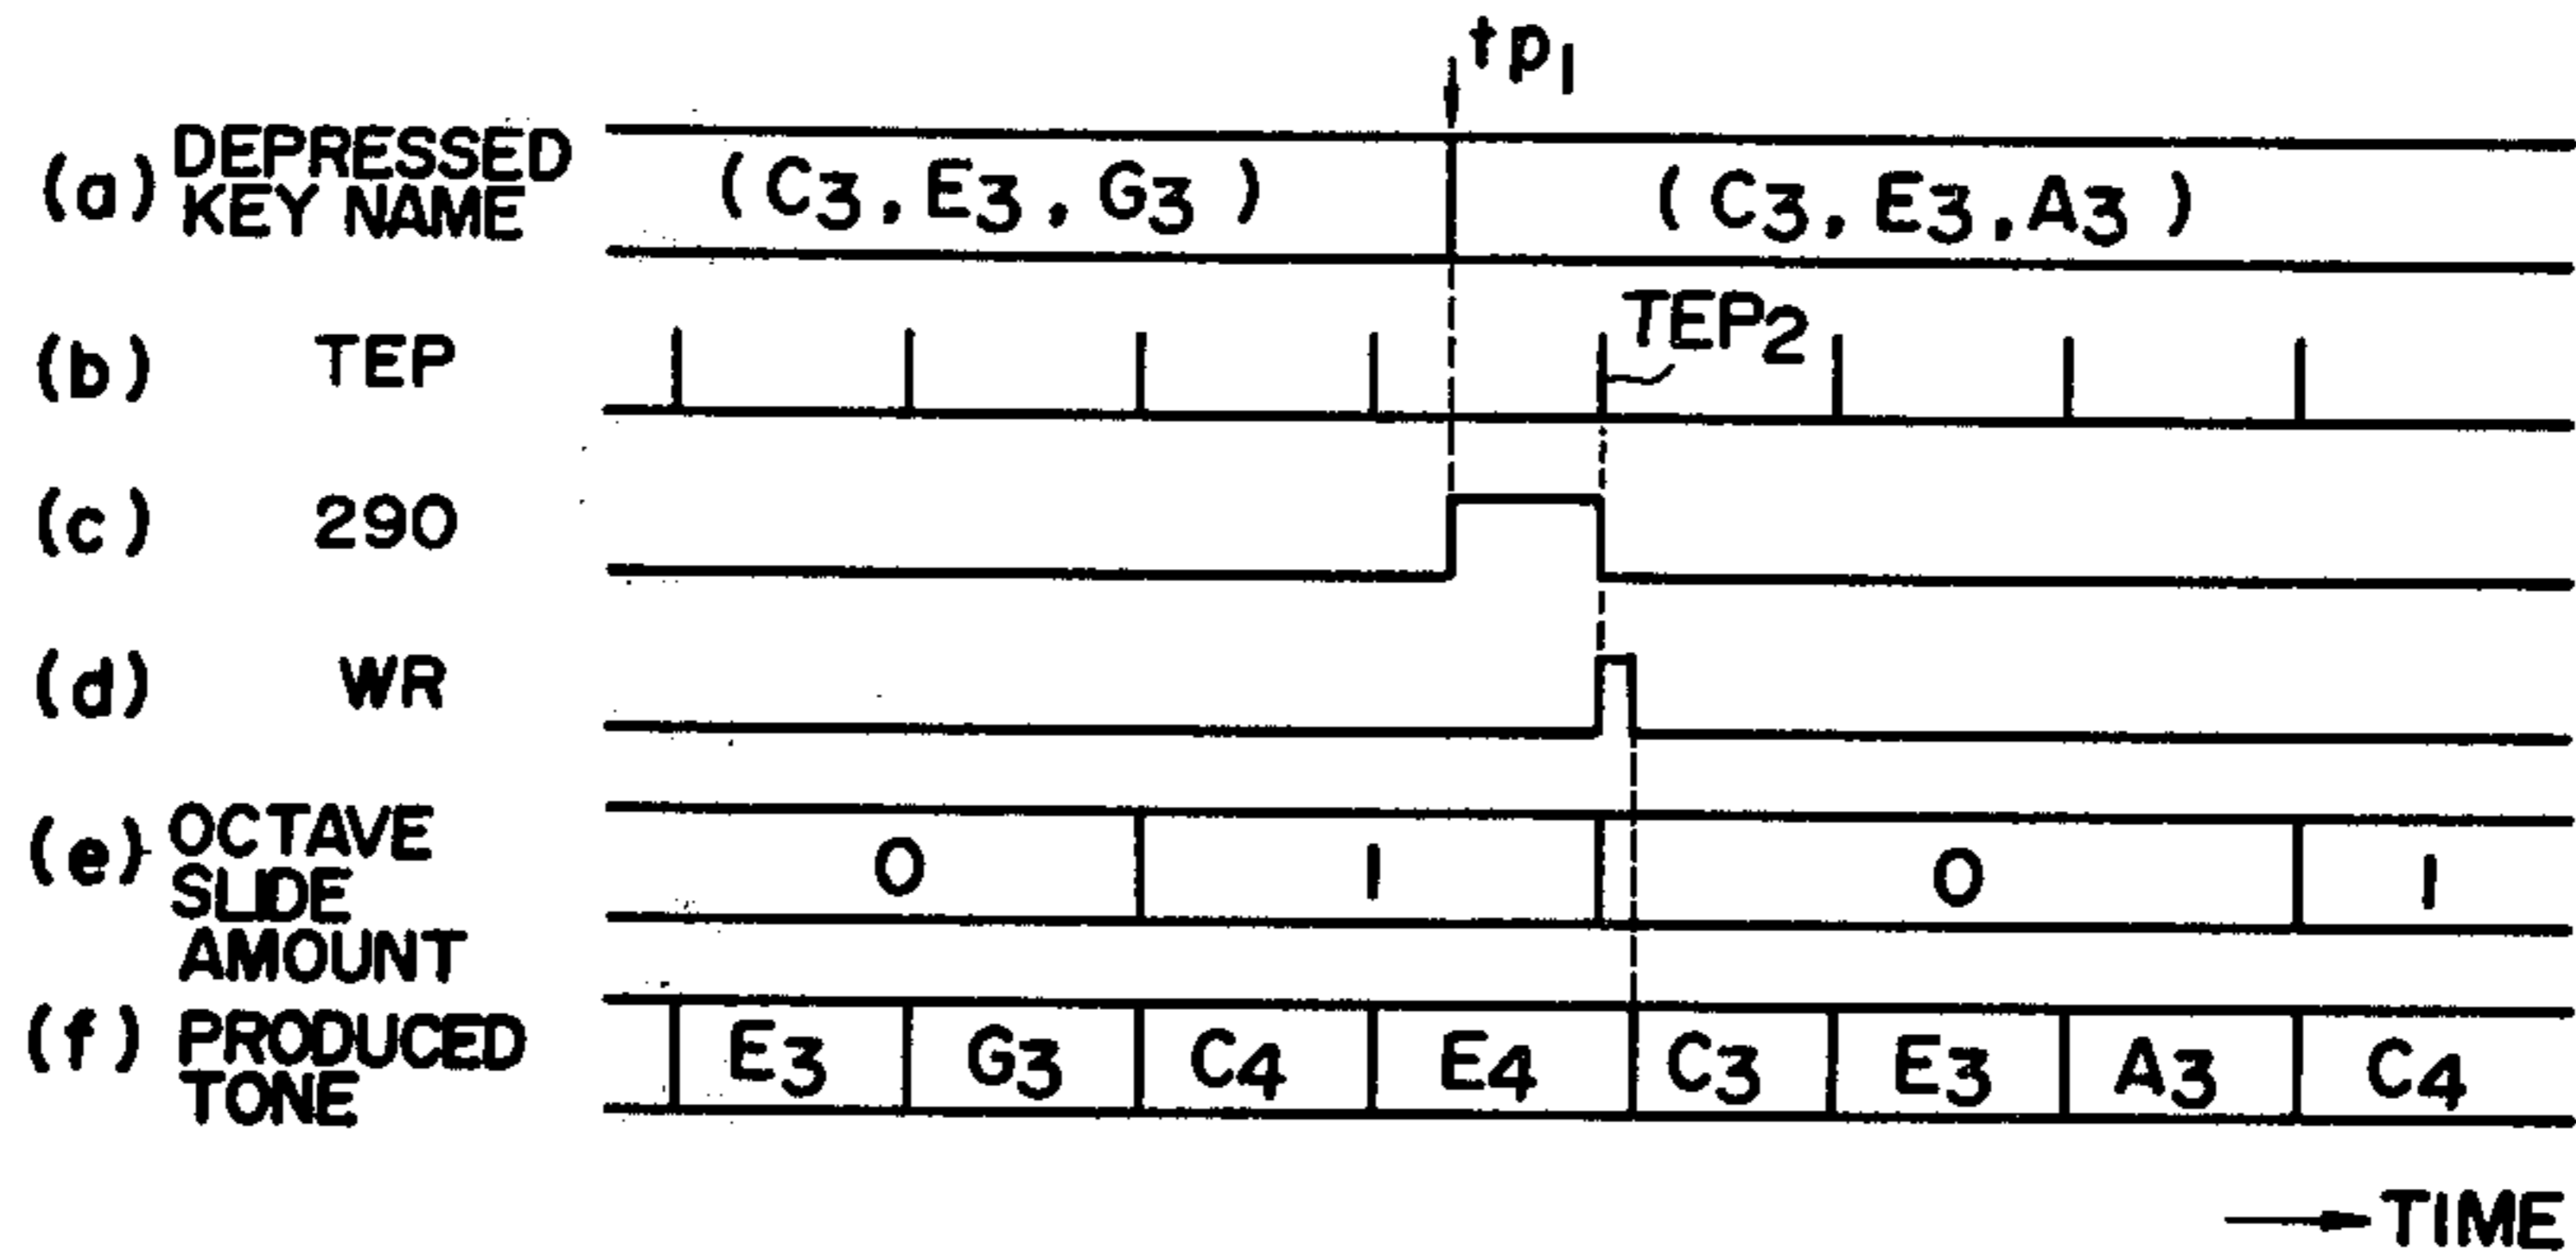 tp1
(a) DEPRESSED
KEY NAME
(C3, E3, G3)
(C3, E3, A3)
(b) TEP
TEP2
(c) 290
(d) WR
(e) OCTAVE
SLIDE
AMOUNT
0
1
0
1
(f) PRODUCED
TONE
E3 G3 C4 E4 C3 E3 A3 C4
TIME